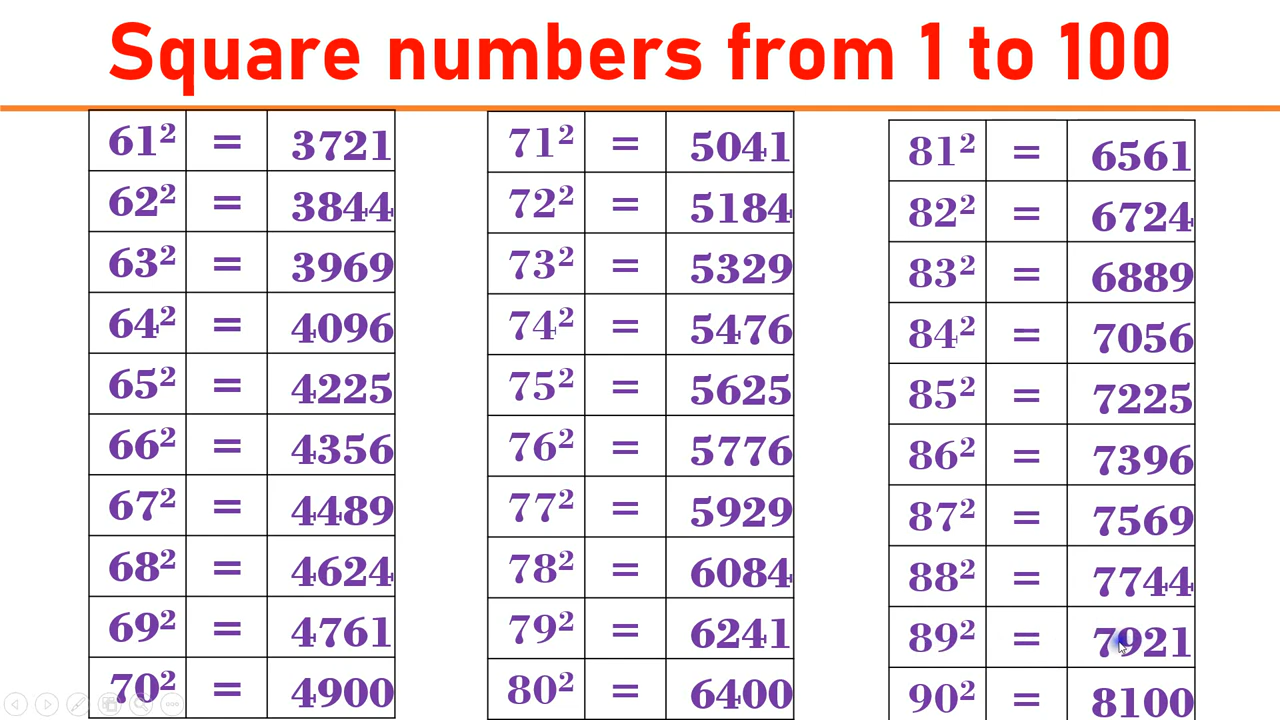 Square numbers from 1 to 100
61² = 3721
62² = 3844
63² = 3969
64² = 4096
65² = 4225
66² = 4356
67² = 4489
68² = 4624
69² = 4761
70² = 4900
71² = 5041
72² = 5184
73² = 5329
74² = 5476
75² = 5625
76² = 5776
77² = 5929
78² = 6084
79² = 6241
80² = 6400
81² = 6561
82² = 6724
83² = 6889
84² = 7056
85² = 7225
86² = 7396
87² = 7569
88² = 7744
89² = 7921
90² = 8100